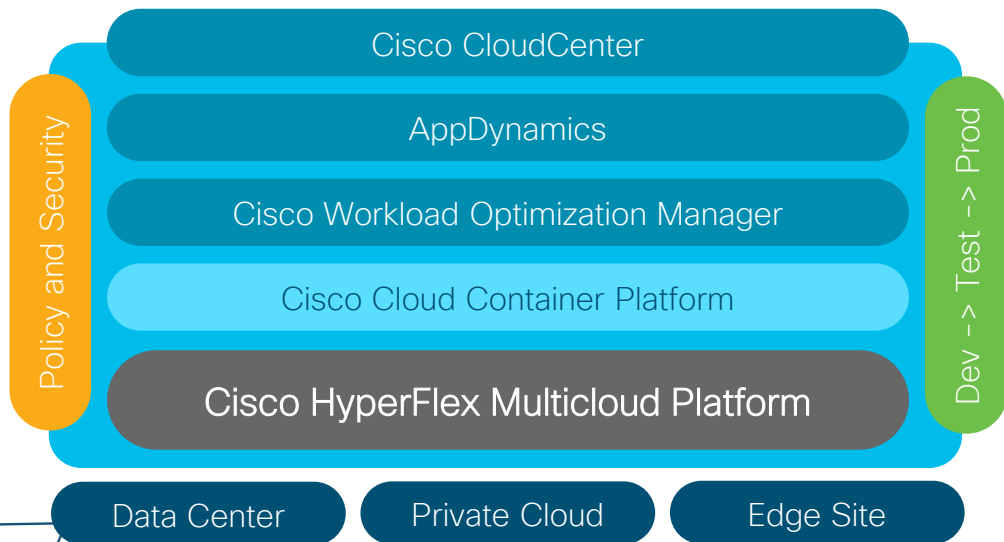 Cisco CloudCenter
AppDynamics
Cisco Workload Optimization Manager
Cisco Cloud Container Platform
Cisco HyperFlex Multicloud Platform
Policy and Security
Dev -> Test -> Prod
Data Center
Private Cloud
Edge Site